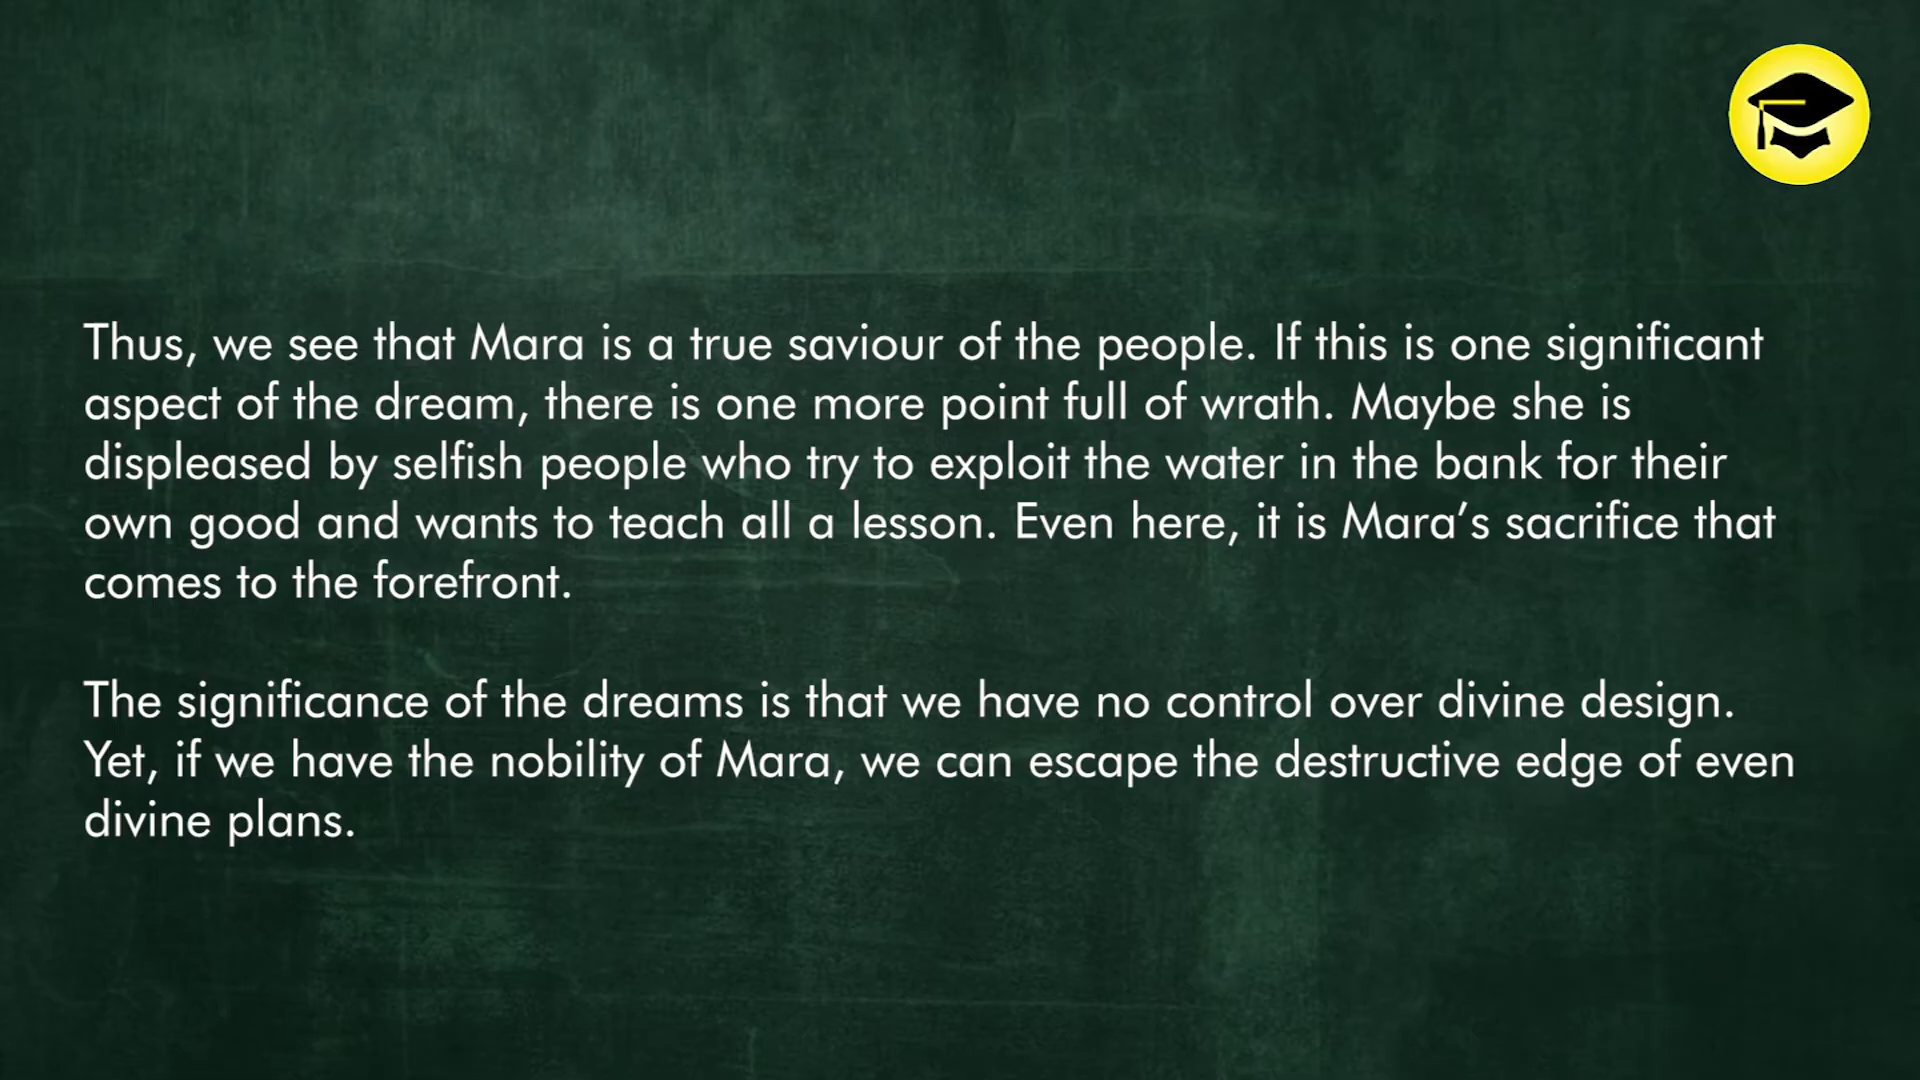 Thus, we see that Mara is a true saviour of the people. If this is one significant
aspect of the dream, there is one more point full of wrath. Maybe she is
displeased by selfish people who try to exploit the water in the bank for their
own good and wants to teach all a lesson. Even here, it is Mara’s sacrifice that
comes to the forefront.
The significance of the dreams is that we have no control over divine design.
Yet, if we have the nobility of Mara, we can escape the destructive edge of even
divine plans.